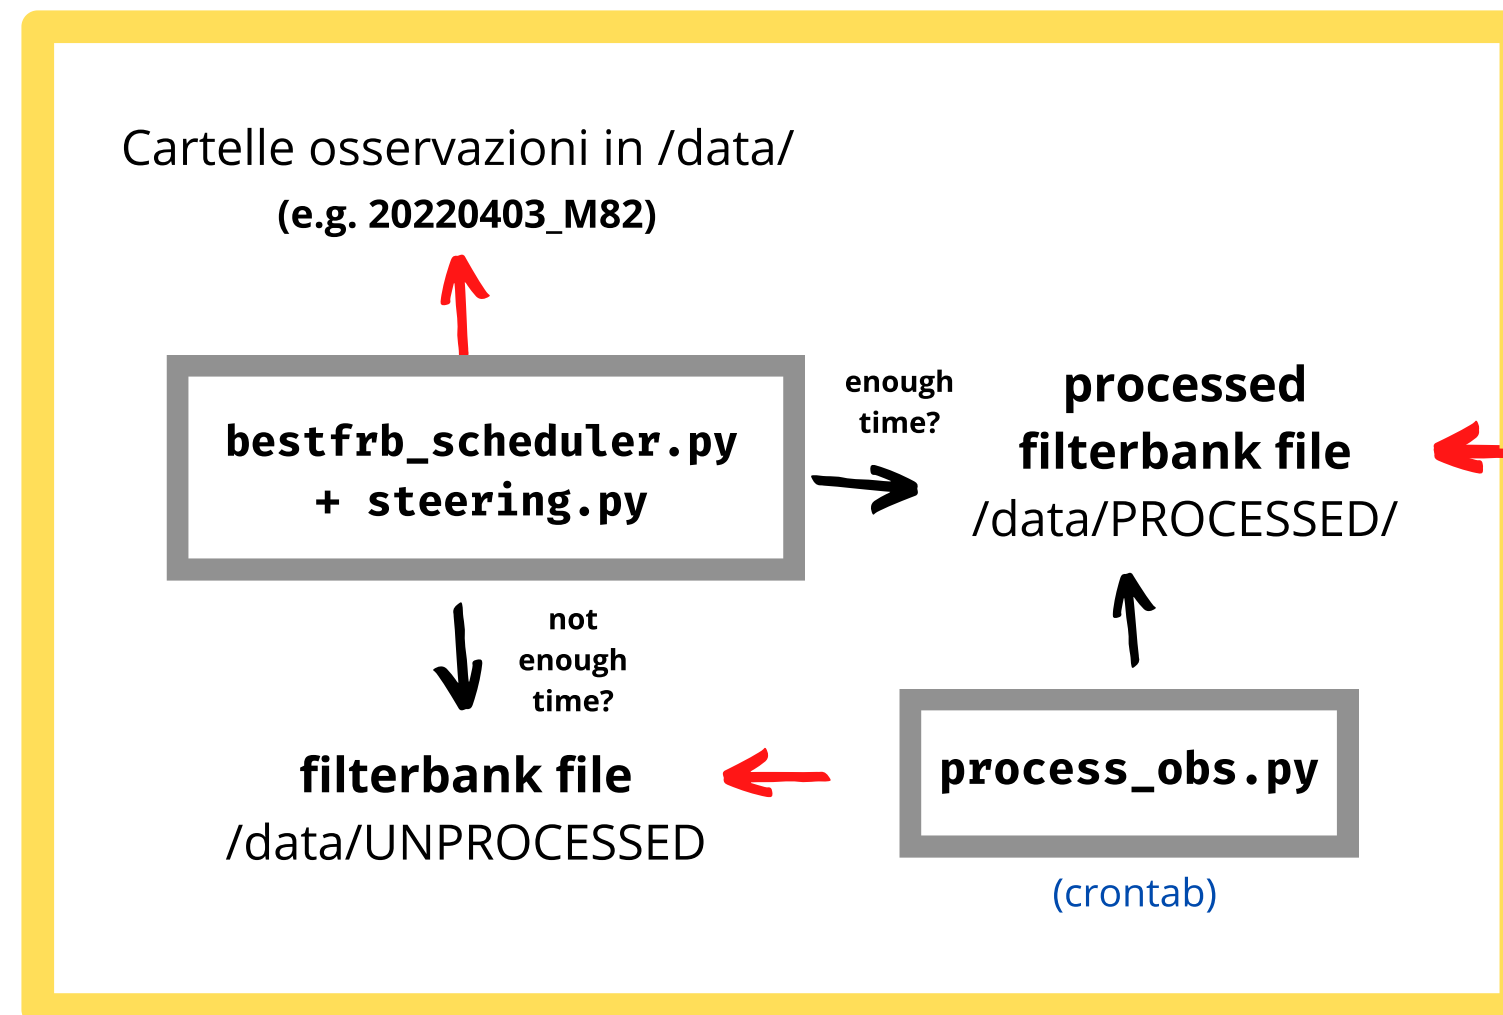 Cartelle osservazioni in /data/
(e.g. 20220403_M82)
bestfrb_scheduler.py
+ steering.py
enough
time?
processed
filterbank file
/data/PROCESSED/
not
enough
time?
filterbank file
/data/UNPROCESSED
process_obs.py
(crontab)